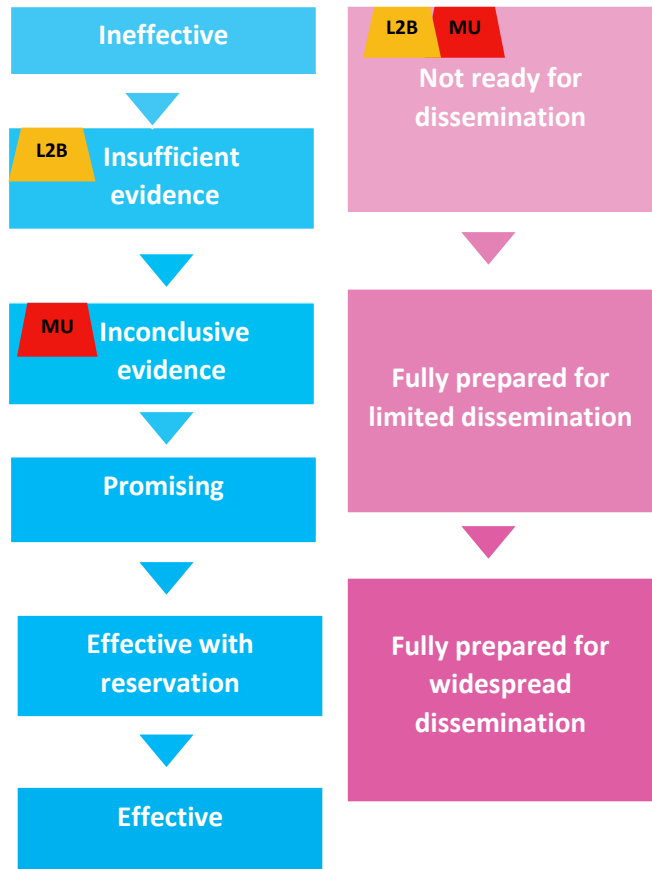 Ineffective
L2B
Insufficient
evidence
MU
Inconclusive
evidence
Promising
Effective with
reservation
Effective
L2B
MU
Not ready for
dissemination
Fully prepared for
limited dissemination
Fully prepared for
widespread
dissemination